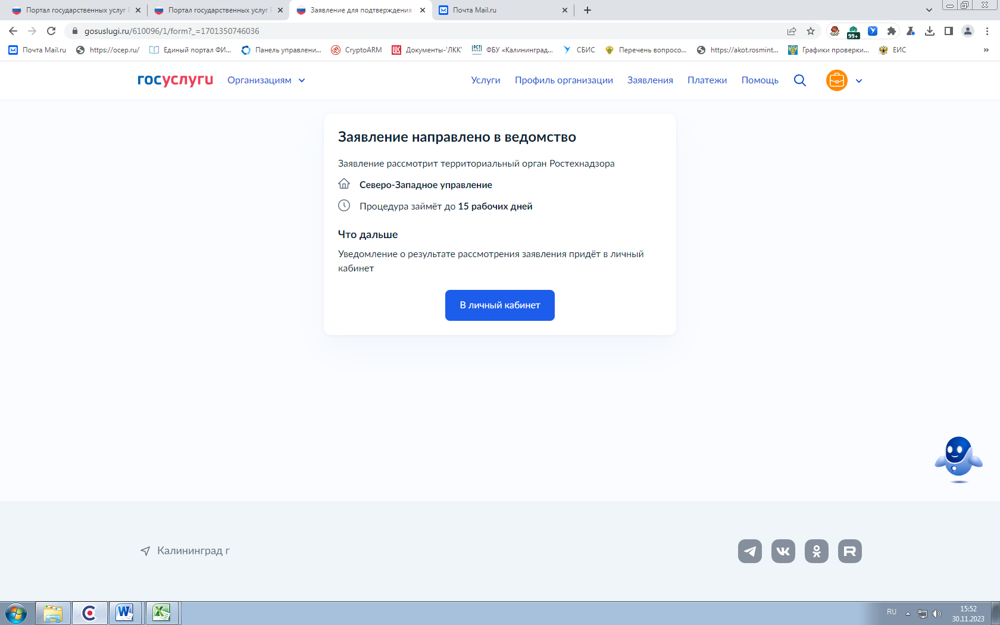 Портал государственных услуг Р
Портал государственных услуг Р
Заявление для подтверждения
Почта Mail.ru
gosuslugi.ru/610096/1/form?_=1701350746036
99+
Почта Mail.ru
https://ocep.ru/
Единый портал ФИ...
Панель управлени...
CryptoARM
Документы-'ЛКК'
ФБУ «Калининград...
СБИС
Перечень вопросо...
https://akot.rosmint...
Графики проверки...
ЕИС
»
госуслуги
Организациям
Услуги
Профиль организации
Заявления
Платежи
Помощь
Заявление направлено в ведомство
Заявление рассмотрит территориальный орган Ростехнадзора
Северо-Западное управление
Процедура займёт до 15 рабочих дней
Что дальше
Уведомление о результате рассмотрения заявления придёт в личный
кабинет
В личный кабинет
Калининград г
RU
15:52
30.11.2023